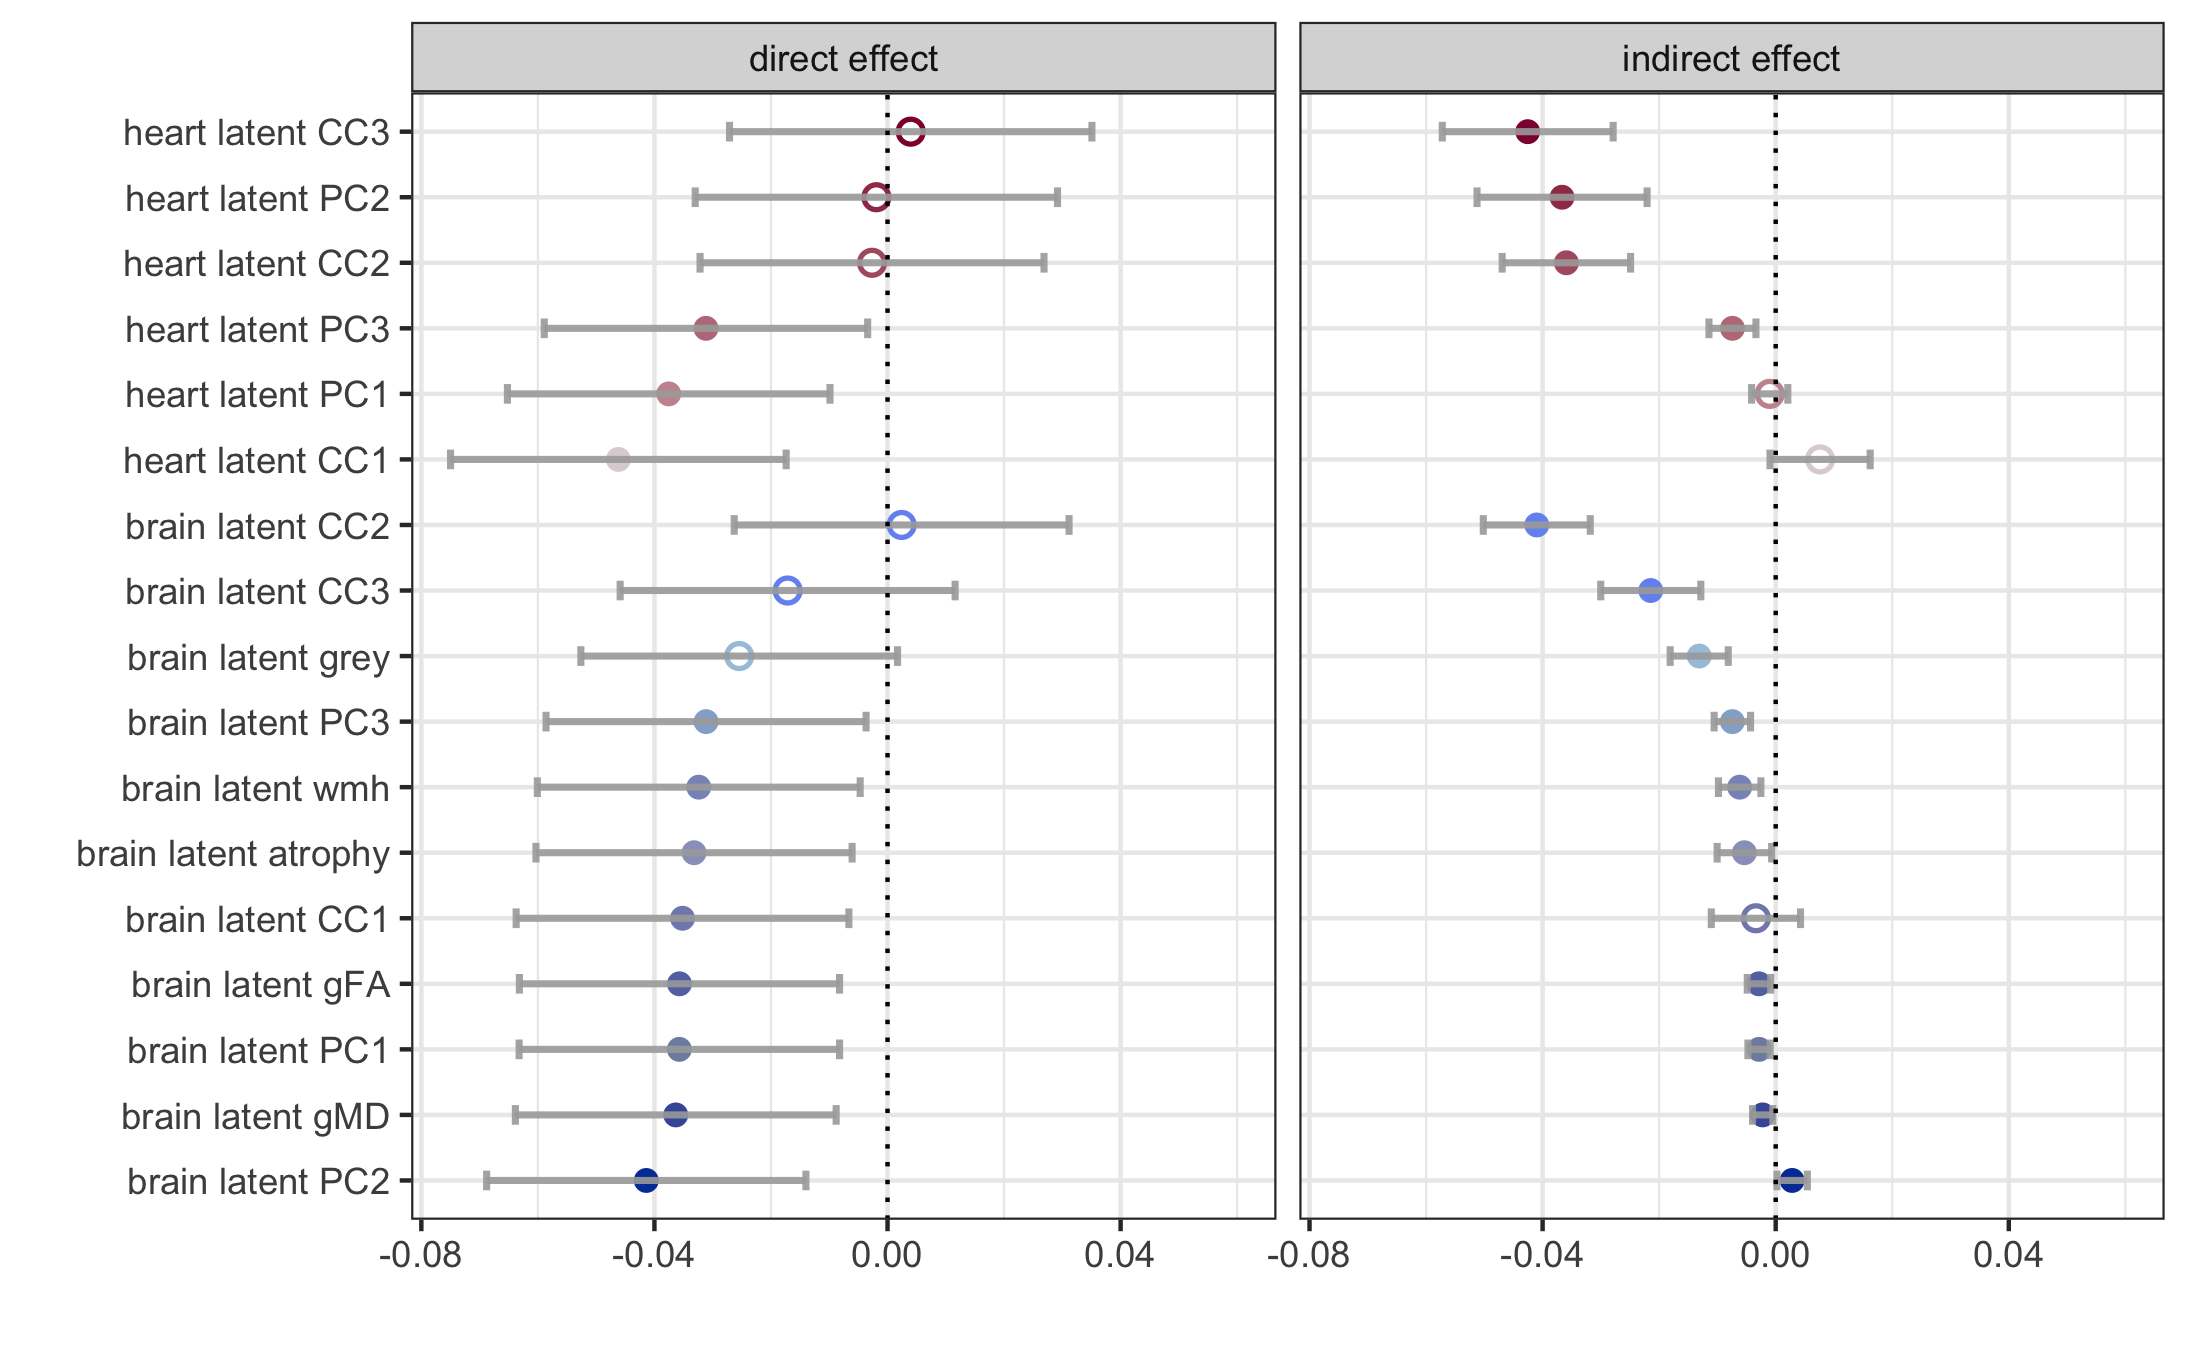 direct effect
indirect effect
heart latent CC3
heart latent PC2
heart latent CC2
heart latent PC3
heart latent PC1
heart latent CC1
brain latent CC2
brain latent CC3
brain latent grey
brain latent PC3
brain latent wmh
brain latent atrophy
brain latent CC1
brain latent gFA
brain latent PC1
brain latent gMD
brain latent PC2
-0.08 -0.04 0.00 0.04
-0.08 -0.04 0.00 0.04